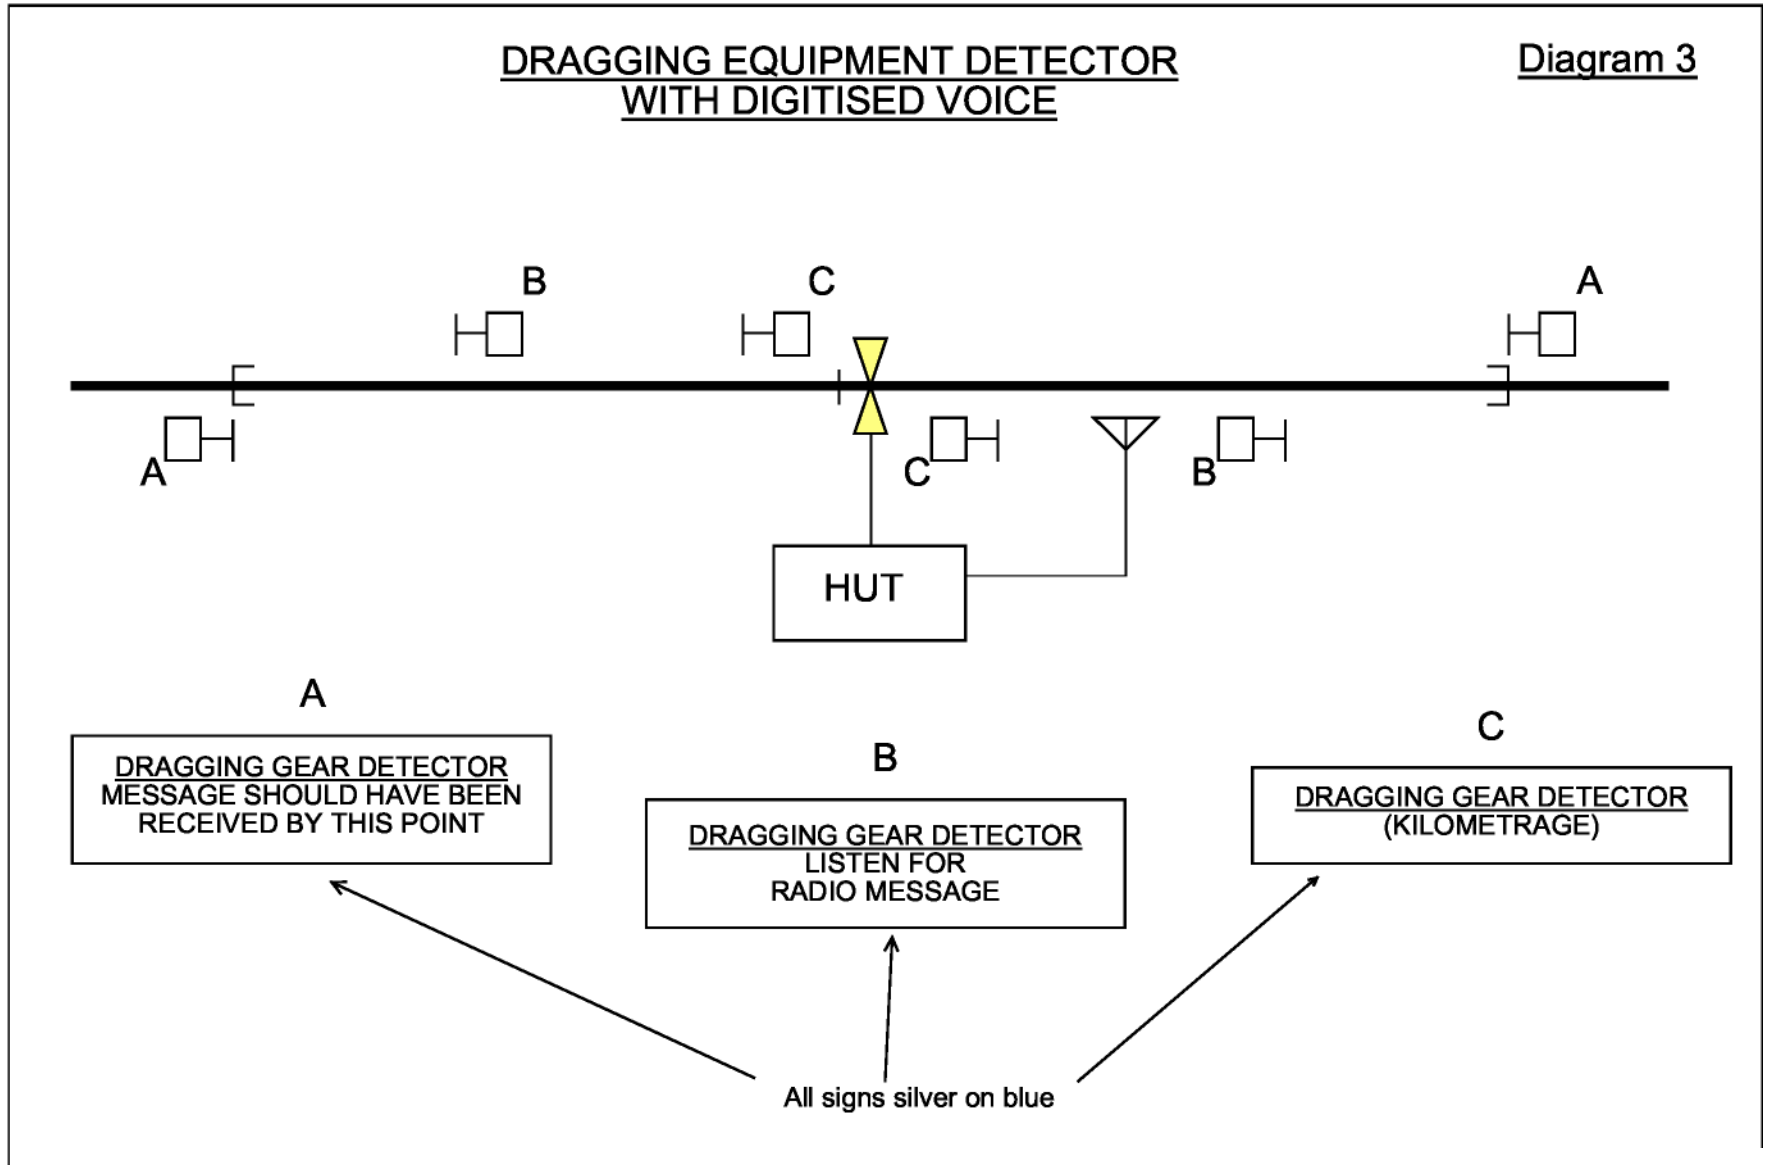 DRAGGING EQUIPMENT DETECTOR
WITH DIGITISED VOICE
Diagram 3
B
C
A
A
C
B
HUT
A
DRAGGING GEAR DETECTOR
MESSAGE SHOULD HAVE BEEN
RECEIVED BY THIS POINT
B
DRAGGING GEAR DETECTOR
LISTEN FOR
RADIO MESSAGE
C
DRAGGING GEAR DETECTOR
(KILOMETRAGE)
All signs silver on blue